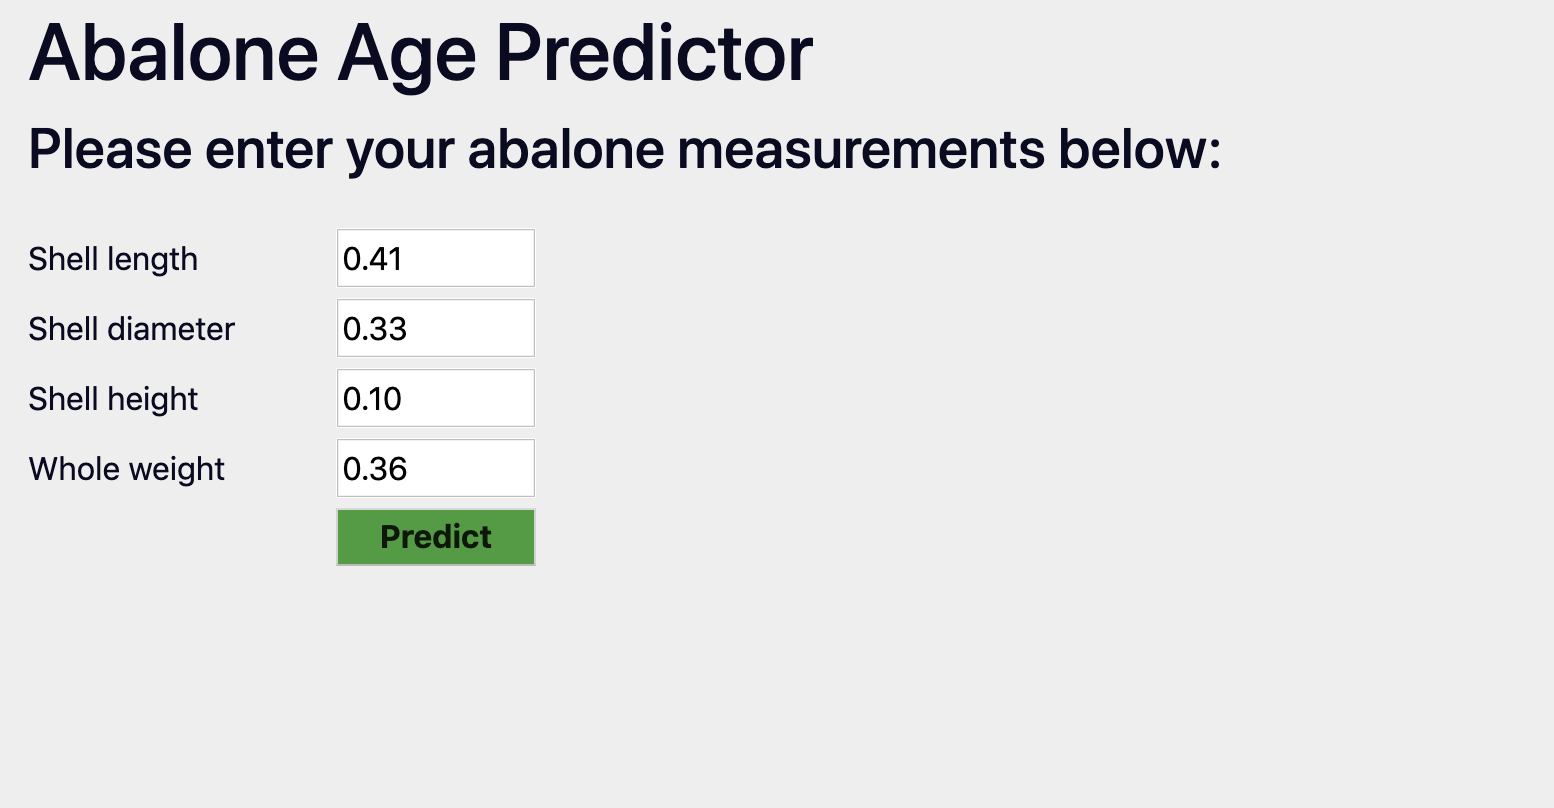 Abalone Age Predictor
Please enter your abalone measurements below:
Shell length 0.41
Shell diameter 0.33
Shell height 0.10
Whole weight 0.36
Predict